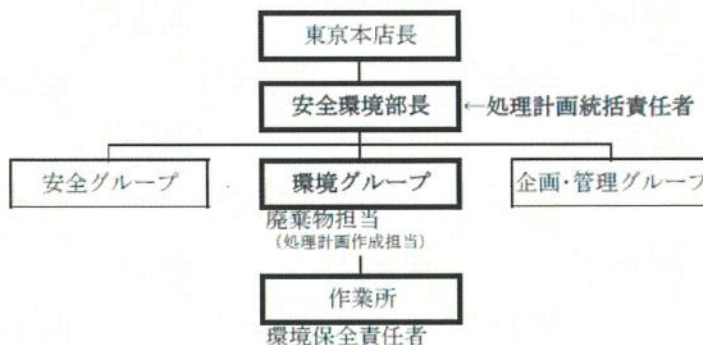 東京本店長
安全環境部長 ←処理計画統括責任者
安全グループ 環境グループ 企画・管理グループ
廃棄物担当
(処理計画作成担当)
作業所
環境保全責任者